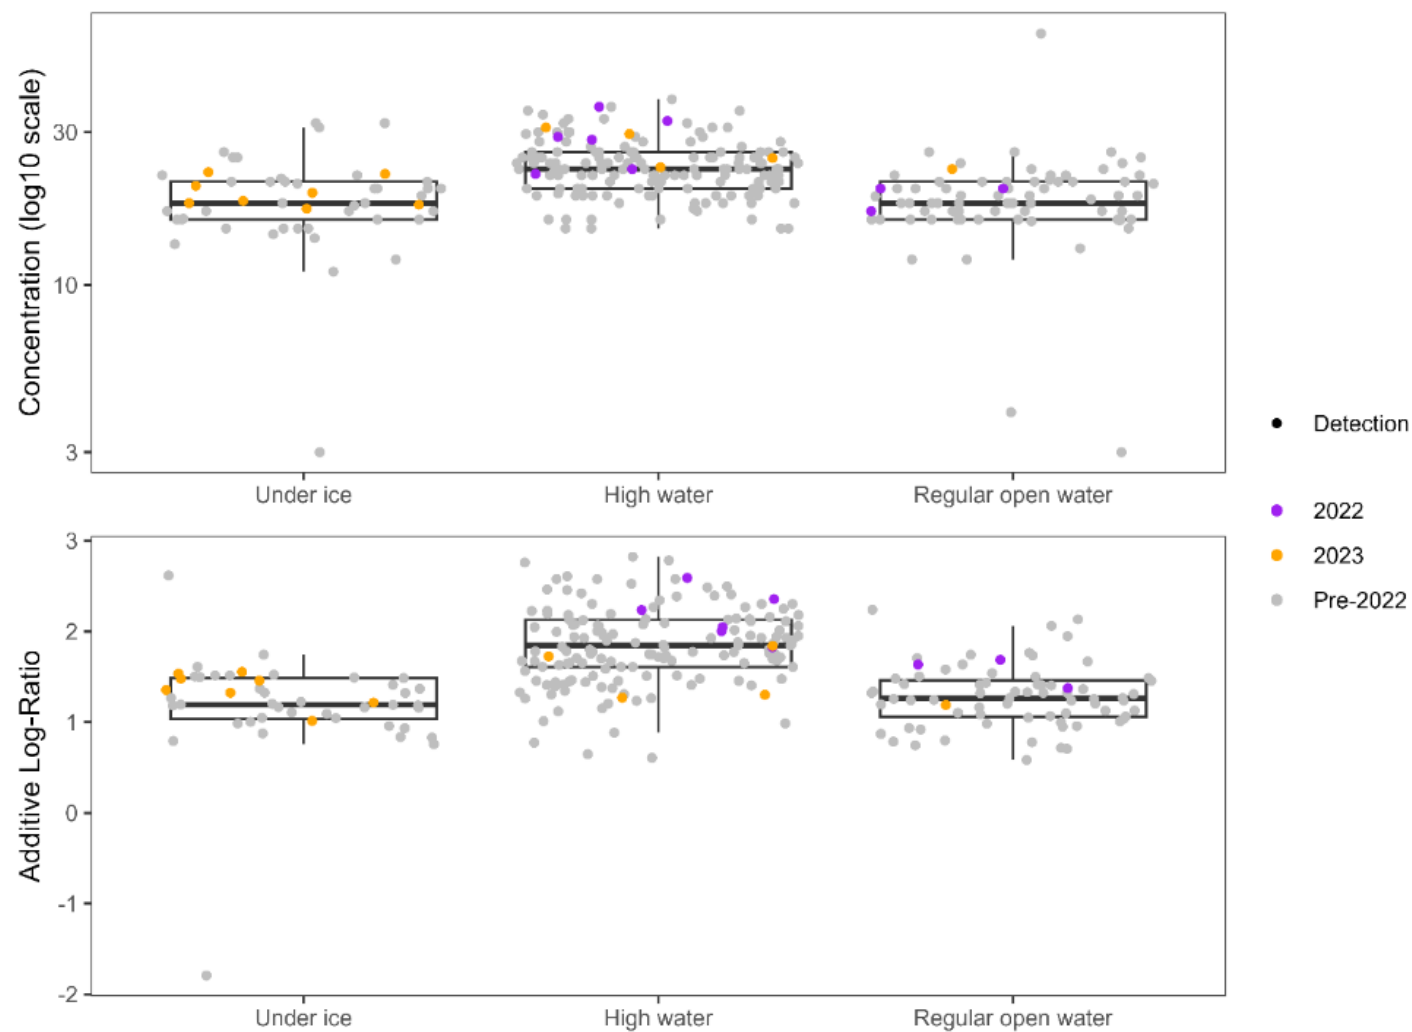 Concentration (log10 scale)
30
10
3
Under ice
High water
Regular open water
Additive Log-Ratio
3
2
1
0
-1
-2
Under ice
High water
Regular open water
Detection
2022
2023
Pre-2022